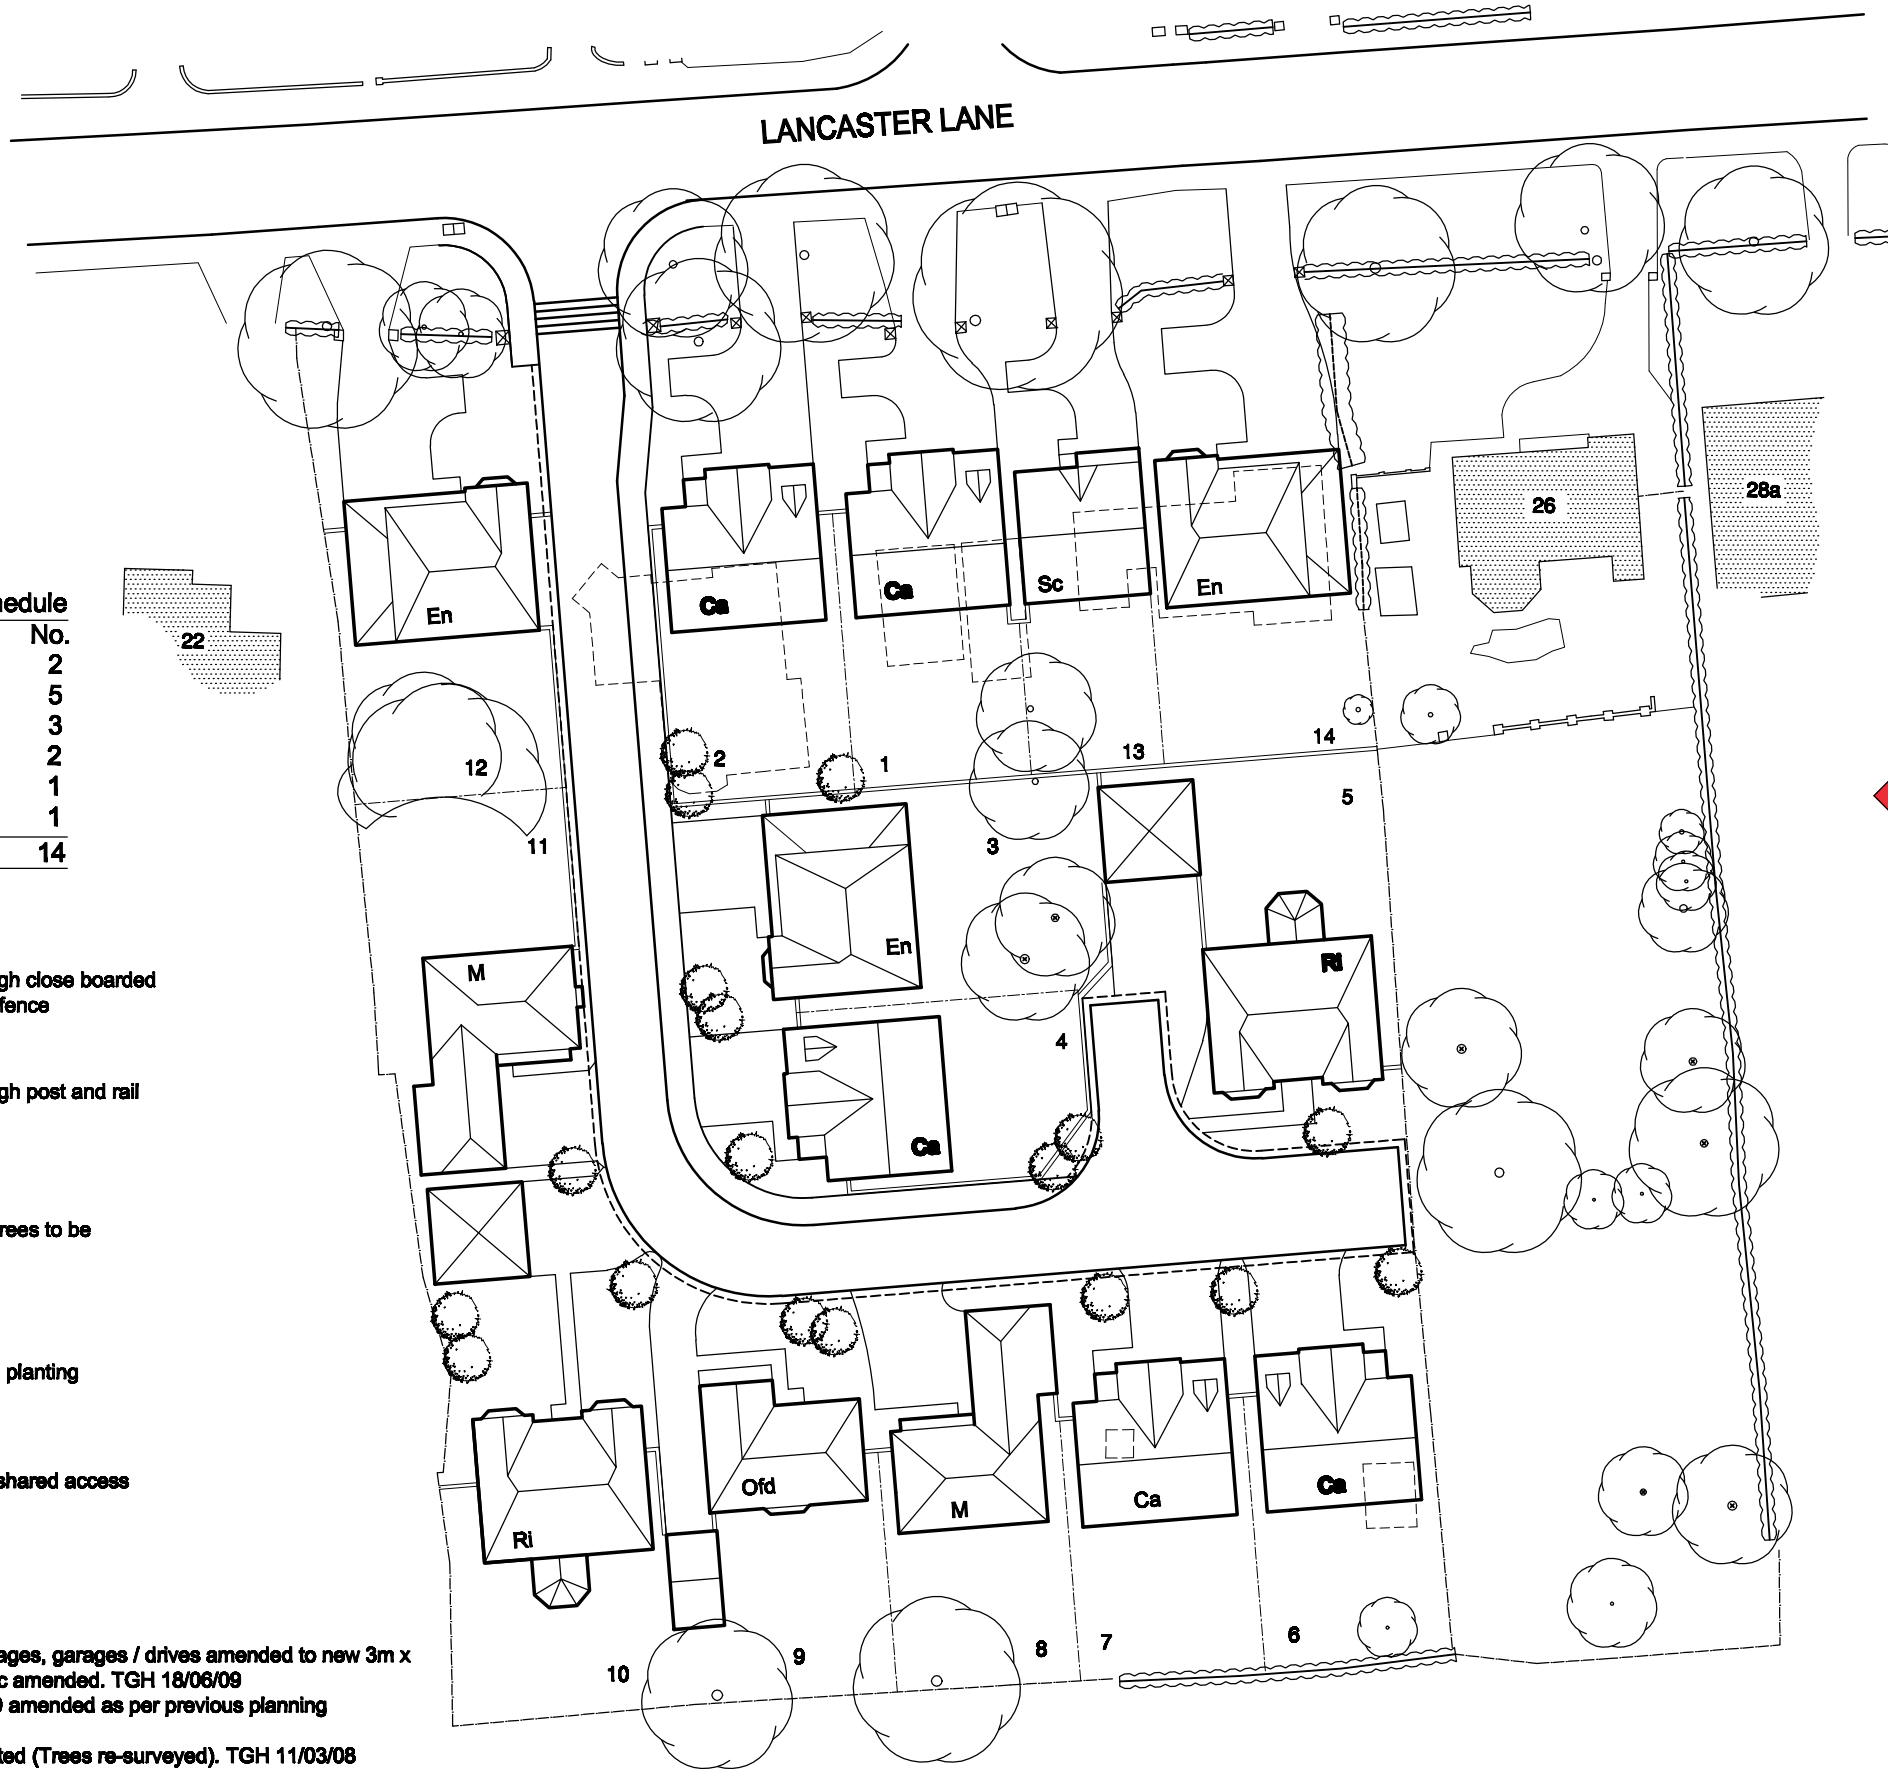 LANCASTER LANE
26
28a
22
En
Ca
Ca
Sc
En
No.
2
5
3
2
1
1
14
12
11
2
1
13
14
3
5
M
En
Ri
4
Ca
gh close boarded
fence
gh post and rail
rees to be
planting
shared access
Ri
Ofd
M
Ca
Ca
10
9
8
7
6
ages, garages / drives amended to new 3m x
c amended. TGH 18/06/09
amended as per previous planning
ted (Trees re-surveyed). TGH 11/03/08